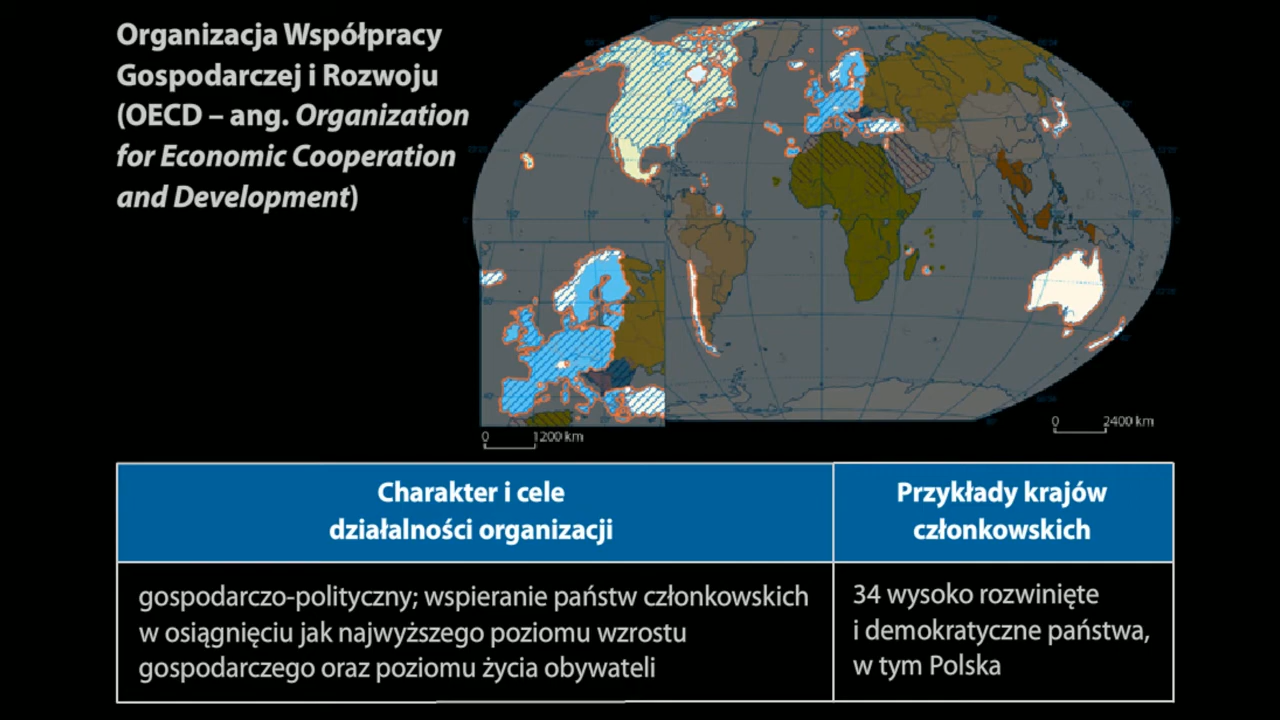 Organizacja Współpracy
Gospodarczej i Rozwoju
(OECD – ang. Organization
for Economic Cooperation
and Development)
0 1200 km
0 2400 km
Charakter i cele
działalności organizacji
Przykłady krajów
członkowskich
gospodarczo-polityczny; wspieranie państw członkowskich
w osiągnięciu jak najwyższego poziomu wzrostu
gospodarczego oraz poziomu życia obywateli
34 wysoko rozwinięte
i demokratyczne państwa,
w tym Polska